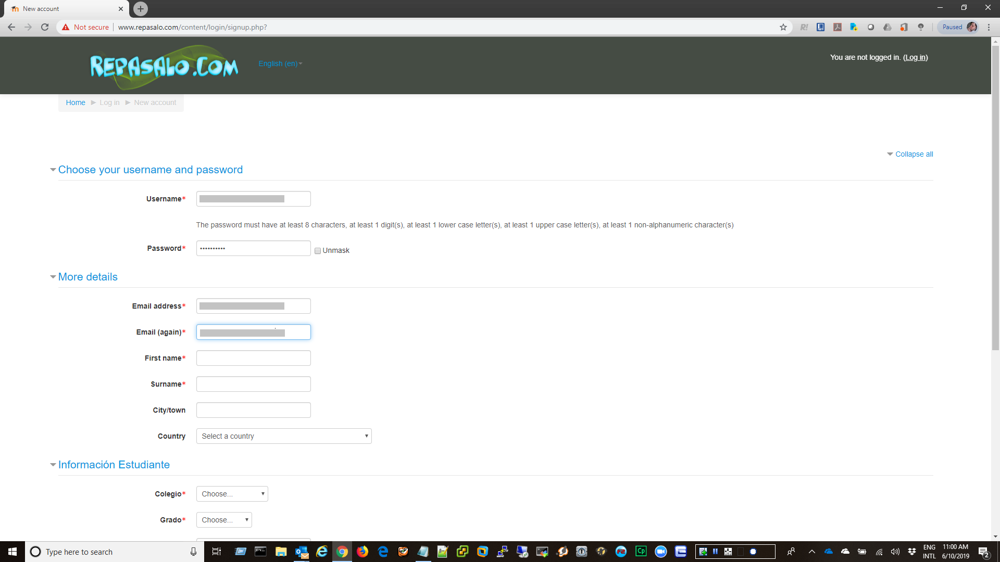 New account
Not secure
www.repasalo.com/content/login/signup.php?
R!
Paused
REPASALO.COM
English (en)
You are not logged in. (Log in)
Home ► Log in ► New account
Collapse all
Choose your username and password
Username*
The password must have at least 8 characters, at least 1 digit(s), at least 1 lower case letter(s), at least 1 upper case letter(s), at least 1 non-alphanumeric character(s)
Password* ••••••••••
Unmask
More details
Email address*
Email (again)*
First name*
Surname*
City/town
Country Select a country
Información Estudiante
Colegio* Choose...
Grado* Choose...
Type here to search
Cp
ENG
INTL
11:00 AM
6/10/2019
2